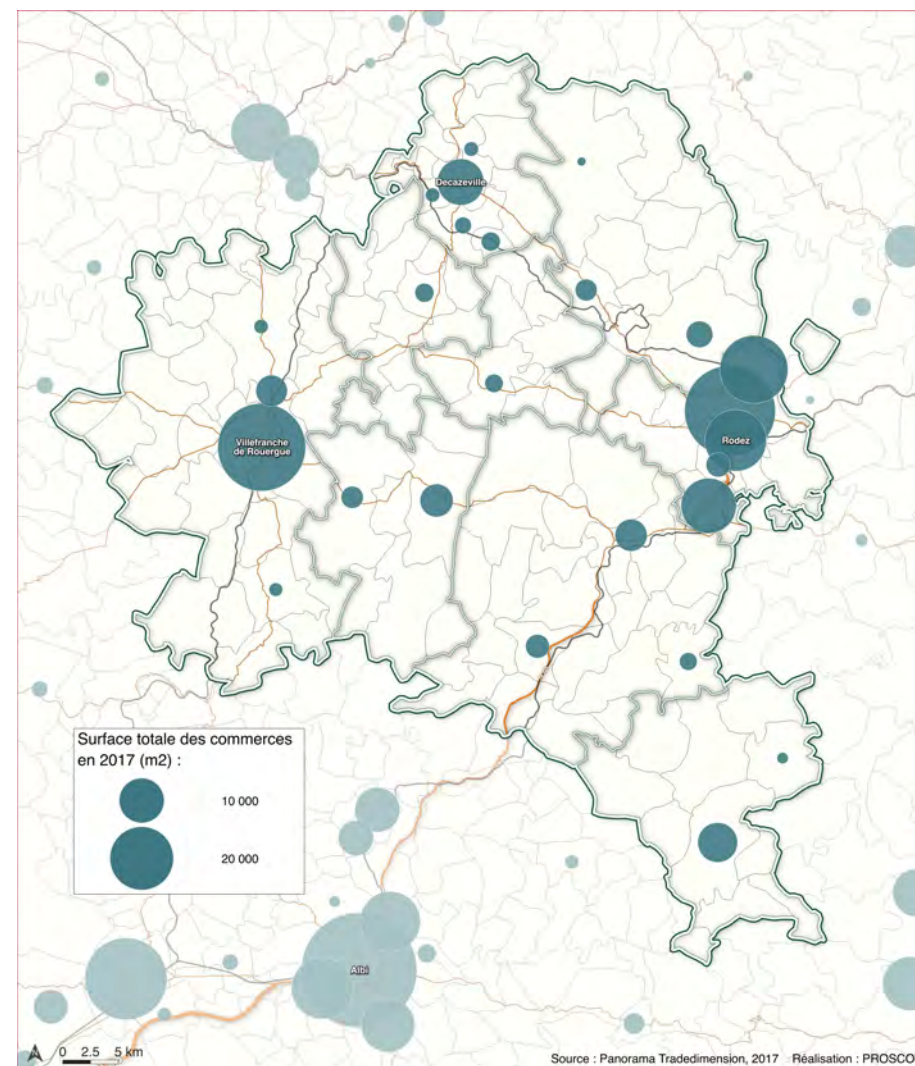 Decazeville
Rodez
Villefranche
de Rouergue
Surface totale des commerces
en 2017 (m2) :
10 000
20 000
Albi
0 2.5 5 km
Source : Panorama Tradedimension, 2017 Réalisation : PROSCOT